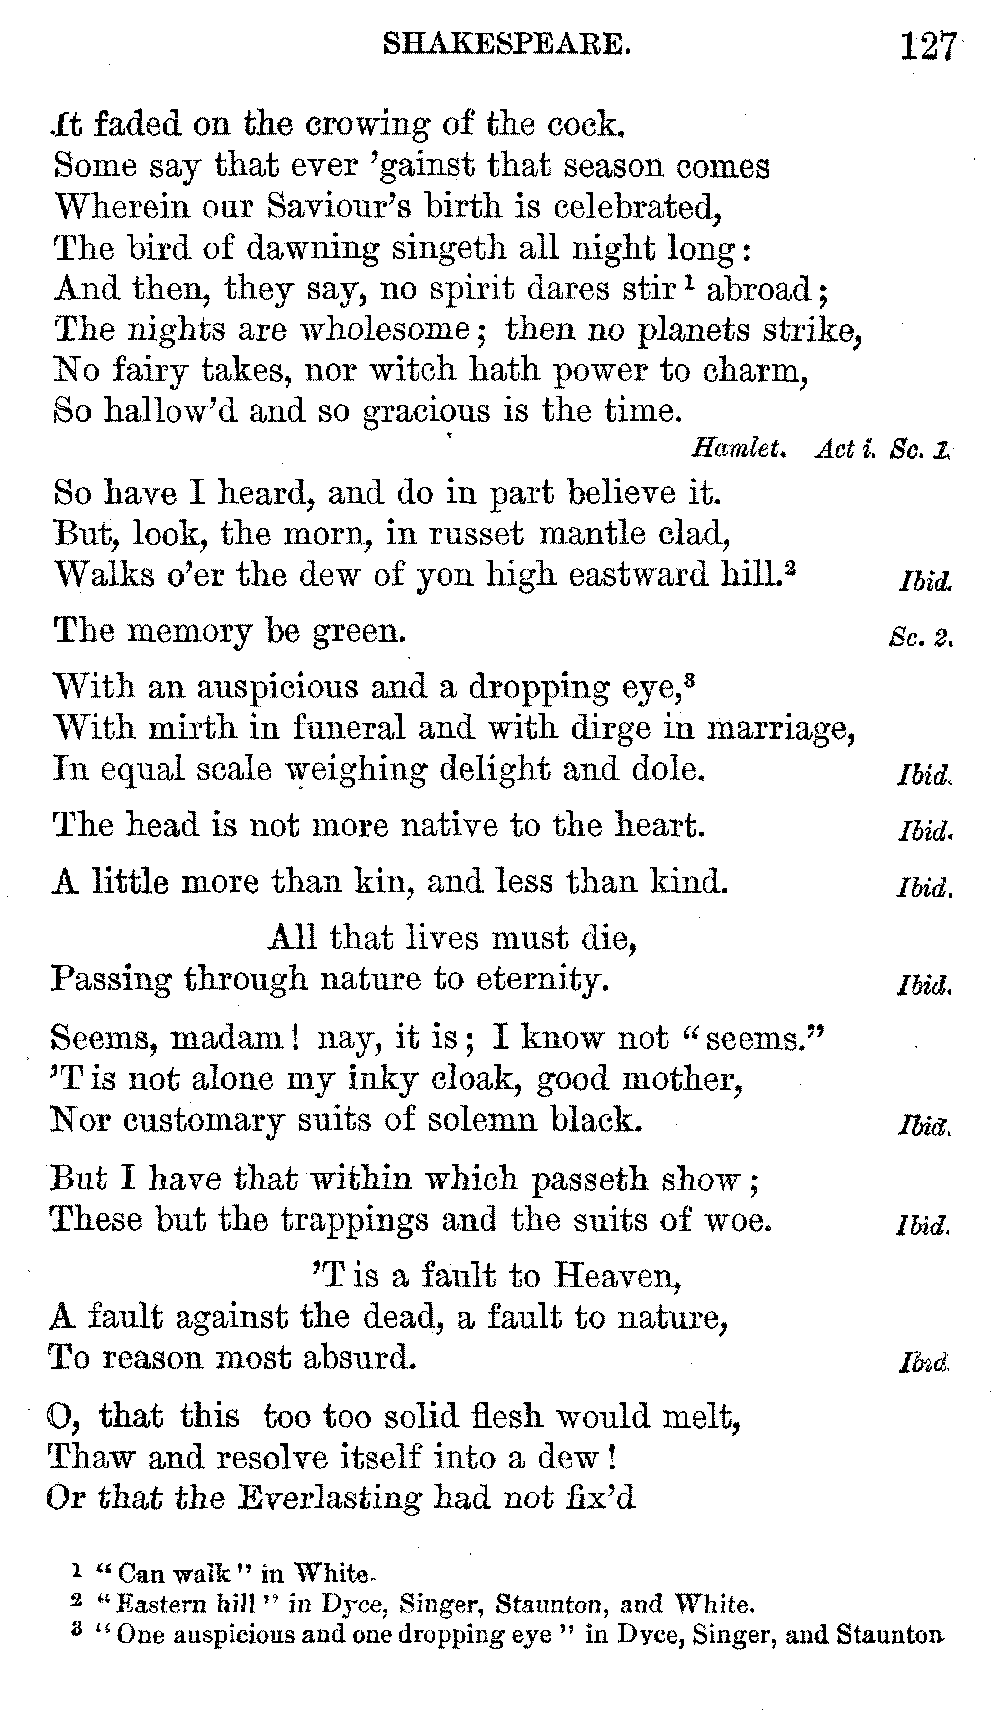 SHAKESPEARE. 127
It faded on the crowing of the cock.
Some say that ever ’gainst that season comes
Wherein our Saviour’s birth is celebrated,
The bird of dawning singeth all night long:
And then, they say, no spirit dares stir¹ abroad;
The nights are wholesome; then no planets strike,
No fairy takes, nor witch hath power to charm,
So hallow’d and so gracious is the time.
Hamlet. Act i. Sc. 1.
So have I heard, and do in part believe it.
But, look, the morn, in russet mantle clad,
Walks o’er the dew of yon high eastward hill.² Ibid.
The memory be green. Sc. 2.
With an auspicious and a dropping eye,³
With mirth in funeral and with dirge in marriage,
In equal scale weighing delight and dole. Ibid.
The head is not more native to the heart. Ibid.
A little more than kin, and less than kind. Ibid.
All that lives must die,
Passing through nature to eternity. Ibid.
Seems, madam! nay, it is; I know not “seems.”
’T is not alone my inky cloak, good mother,
Nor customary suits of solemn black. Ibid.
But I have that within which passeth show;
These but the trappings and the suits of woe. Ibid.
’T is a fault to Heaven,
A fault against the dead, a fault to nature,
To reason most absurd. Ibid.
O, that this too too solid flesh would melt,
Thaw and resolve itself into a dew!
Or that the Everlasting had not fix’d
¹ “Can walk” in White.
² “Eastern hill” in Dyce, Singer, Staunton, and White.
³ “One auspicious and one dropping eye” in Dyce, Singer, and Staunton.